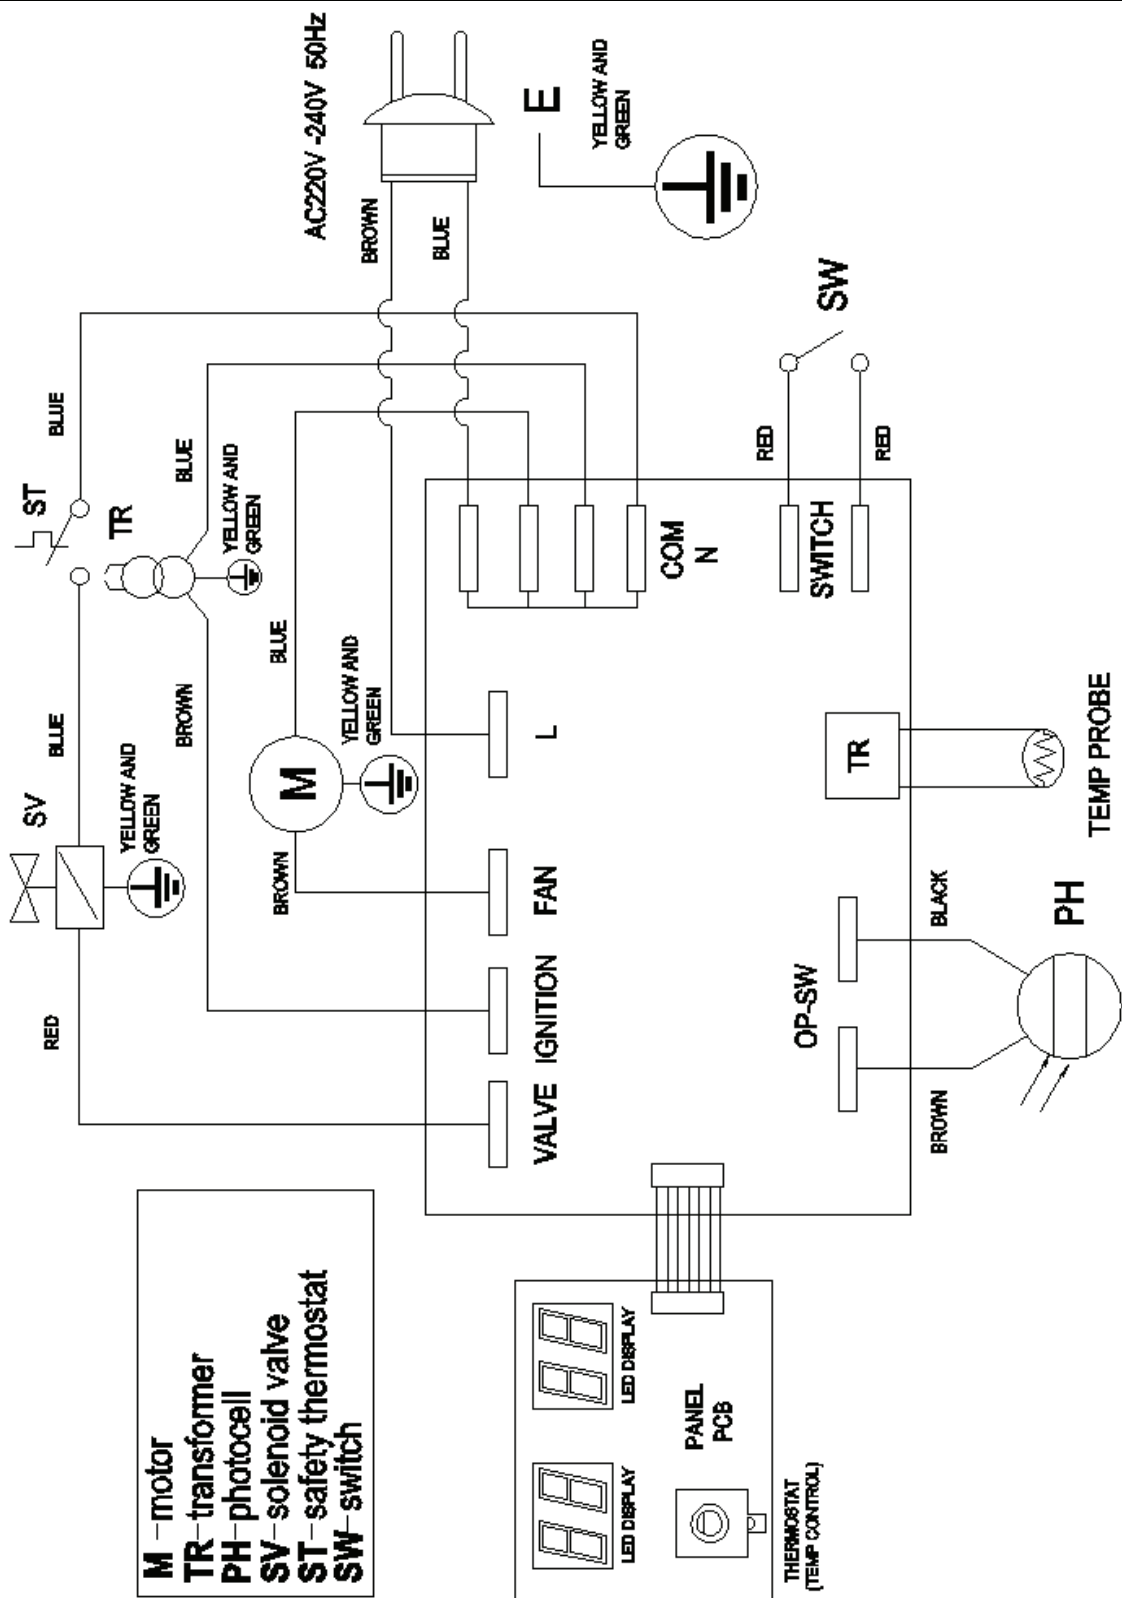 M-motor
TR-transformer
PH-photocell
SV-solenoid valve
ST-safety thermostat
SW-switch
RED
SV
YELLOW AND
GREEN
BLUE
ST
BLUE
TR
BROWN
BLUE
YELLOW AND
GREEN
BROWN
M
BLUE
YELLOW AND
GREEN
AC220V -240V 50Hz
BROWN
BLUE
E
YELLOW AND
GREEN
VALVE
IGNITION
FAN
L
COM
N
SWITCH
RED
RED
SW
OP-SW
TR
BROWN
BLACK
PH
TEMP PROBE
LED DISPLAY
LED DISPLAY
PANEL
PCB
THERMOSTAT
(TEMP CONTROL)